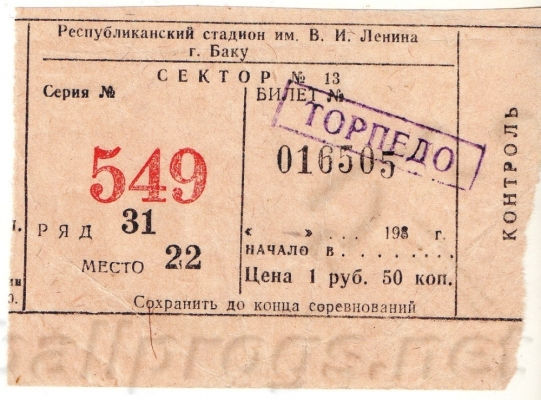 Республиканский стадион им. В. И. Ленина
г. Баку
СЕКТОР № 13
Серия №
БИЛЕТ №
ТОРПЕДО
549
016505
РЯД 31
« » . . . 198 г.
МЕСТО 22
НАЧАЛО В . . . . . . . .
Цена 1 руб. 50 коп.
Сохранить до конца соревнований
КОНТРОЛЬ